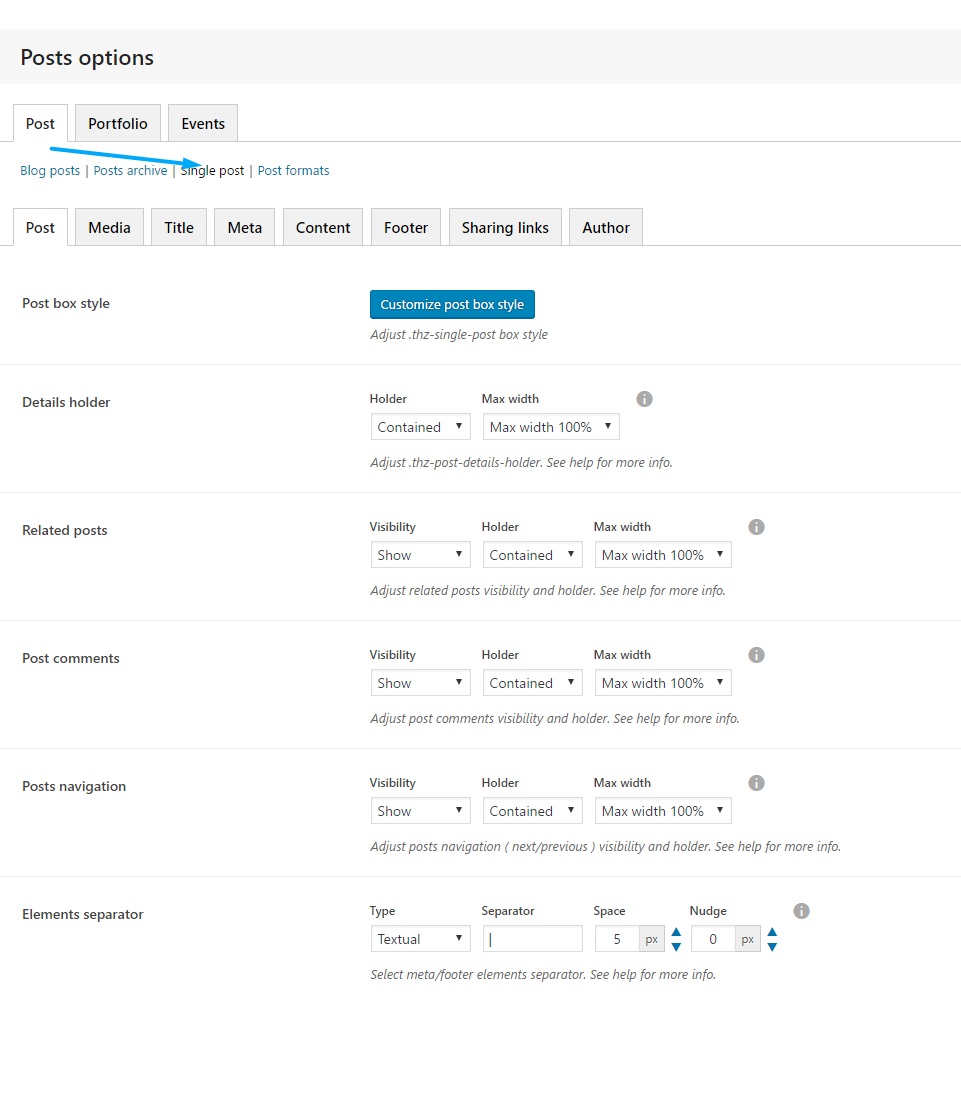 Posts options
Post Portfolio Events
Blog posts | Posts archive | Single post | Post formats
Post Media Title Meta Content Footer Sharing links Author
Post box style Customize post box style
Adjust .thz-single-post box style
Holder Max width
Details holder
Contained Max width 100%
Adjust .thz-post-details-holder. See help for more info.
Visibility Holder Max width
Related posts
Show Contained Max width 100%
Adjust related posts visibility and holder. See help for more info.
Visibility Holder Max width
Post comments
Show Contained Max width 100%
Adjust post comments visibility and holder. See help for more info.
Visibility Holder Max width
Posts navigation
Show Contained Max width 100%
Adjust posts navigation ( next/previous ) visibility and holder. See help for more info.
Type Separator Space Nudge
Elements separator
Textual | 5 px 0 px
Select meta/footer elements separator. See help for more info.